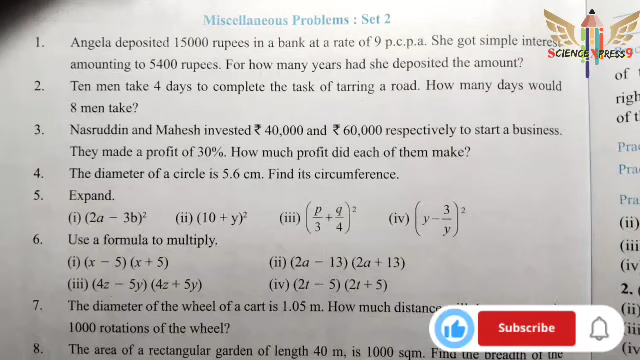 Miscellaneous Problems : Set 2
1. Angela deposited 15000 rupees in a bank at a rate of 9 p.c.p.a. She got simple interest
amounting to 5400 rupees. For how many years had she deposited the amount?
2. Ten men take 4 days to complete the task of tarring a road. How many days would
8 men take?
3. Nasruddin and Mahesh invested ₹ 40,000 and ₹ 60,000 respectively to start a business.
They made a profit of 30%. How much profit did each of them make?
4. The diameter of a circle is 5.6 cm. Find its circumference.
5. Expand.
(i) (2a − 3b)² (ii) (10 + y)² (iii) (p/3 + q/4)² (iv) (y − 3/y)²
6. Use a formula to multiply.
(i) (x − 5) (x + 5) (ii) (2a − 13) (2a + 13)
(iii) (4z − 5y) (4z + 5y) (iv) (2t − 5) (2t + 5)
7. The diameter of the wheel of a cart is 1.05 m. How much distance
1000 rotations of the wheel?
8. The area of a rectangular garden of length 40 m, is 1000 sqm. Find the breadth of the
SCIENCE XPRESS 9
of t
righ
of th
Prac
Prac
Pra
(ii)
(iii)
(iv)
2.
(ii)
(iii)
(iv)
Subscribe